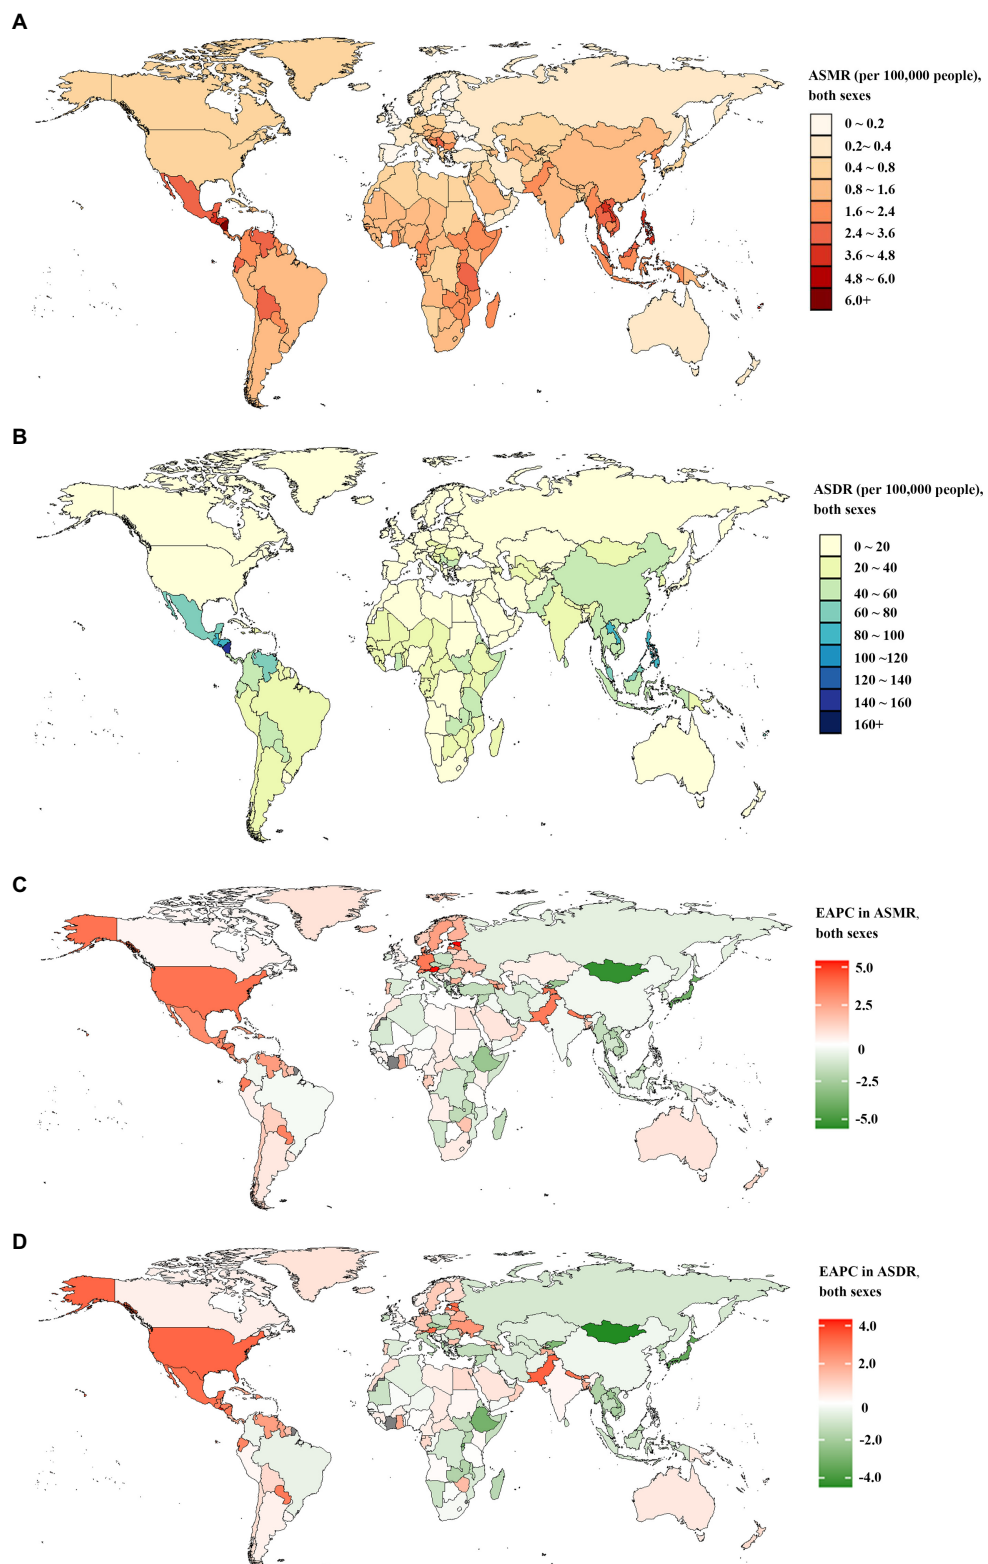 A
ASMR (per 100,000 people),
both sexes
0 ~ 0.2
0.2~ 0.4
0.4 ~ 0.8
0.8 ~ 1.6
1.6 ~ 2.4
2.4 ~ 3.6
3.6 ~ 4.8
4.8 ~ 6.0
6.0+
B
ASDR (per 100,000 people),
both sexes
0 ~ 20
20 ~ 40
40 ~ 60
60 ~ 80
80 ~ 100
100 ~120
120 ~ 140
140 ~ 160
160+
C
EAPC in ASMR,
both sexes
5.0
2.5
0
-2.5
-5.0
D
EAPC in ASDR,
both sexes
4.0
2.0
0
-2.0
-4.0